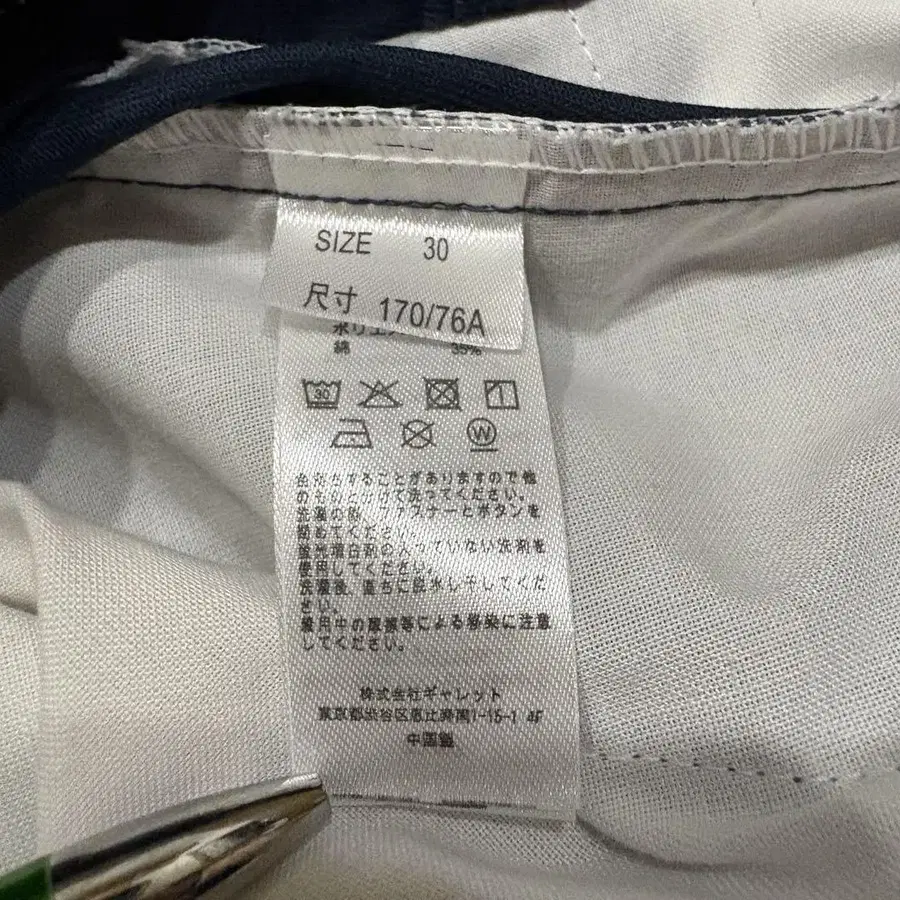 SIZE 30
尺寸 170/76A
ポリエス
綿 35%
30
W
色落ちすることがありますので他
のものとわけて洗ってください。
洗濯の際、ファスナーとボタンを
閉めてください。
蛍光増白剤の入っていない洗剤を
使用してください。
洗濯後、直ちに脱水し干してくだ
さい。
着用中の摩擦等による移染に注意
してください。
株式会社ギャレット
東京都渋谷区恵比寿南1-15-1 4F
中国製